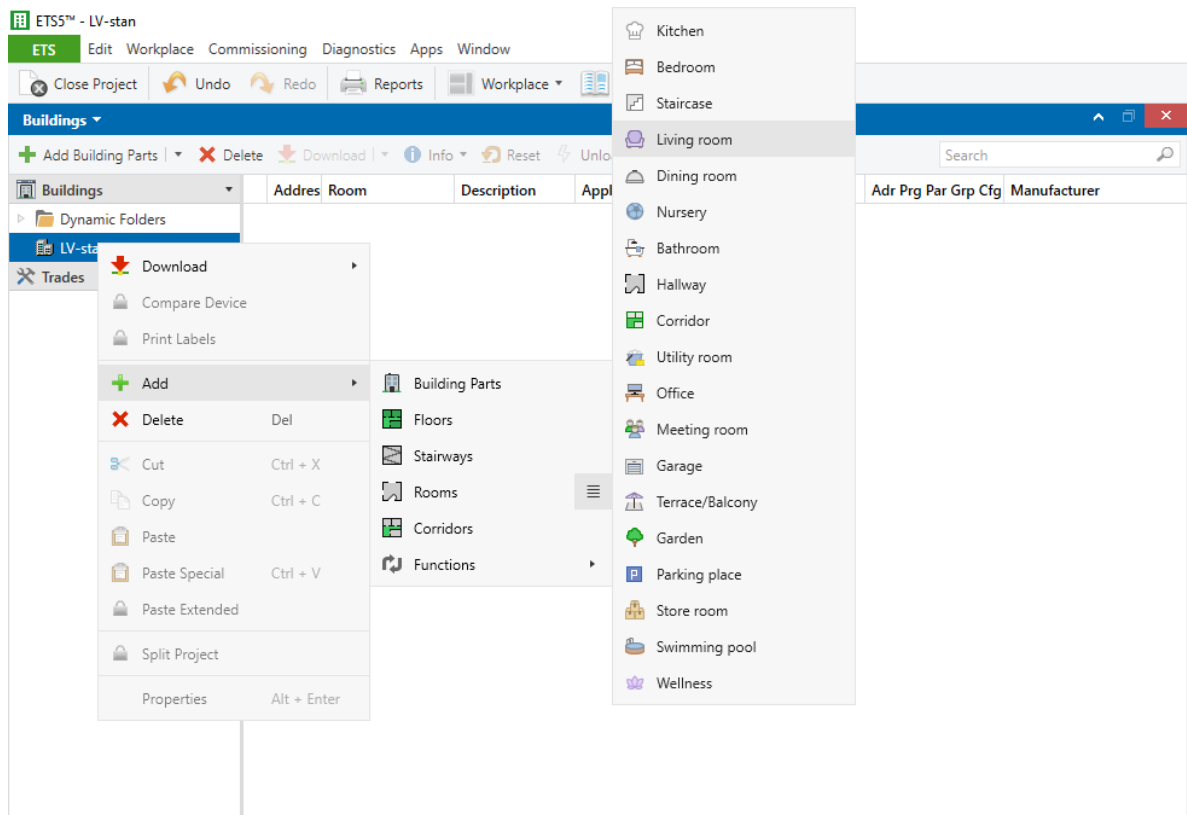 ETS5™ - LV-stan
ETS Edit Workplace Commissioning Diagnostics Apps Window
Close Project Undo Redo Reports Workplace
Buildings
Add Building Parts Delete Download Info Reset Search
Buildings Addres Room Description Adr Prg Par Grp Cfg Manufacturer
Dynamic Folders
Trades
Download
Compare Device
Print Labels
Add
Delete Del
Cut Ctrl + X
Copy Ctrl + C
Paste
Paste Special Ctrl + V
Paste Extended
Split Project
Properties Alt + Enter
Building Parts
Floors
Stairways
Rooms
Corridors
Functions
Kitchen
Bedroom
Staircase
Living room
Dining room
Nursery
Bathroom
Hallway
Corridor
Utility room
Office
Meeting room
Garage
Terrace/Balcony
Garden
P
Parking place
Store room
Swimming pool
Wellness